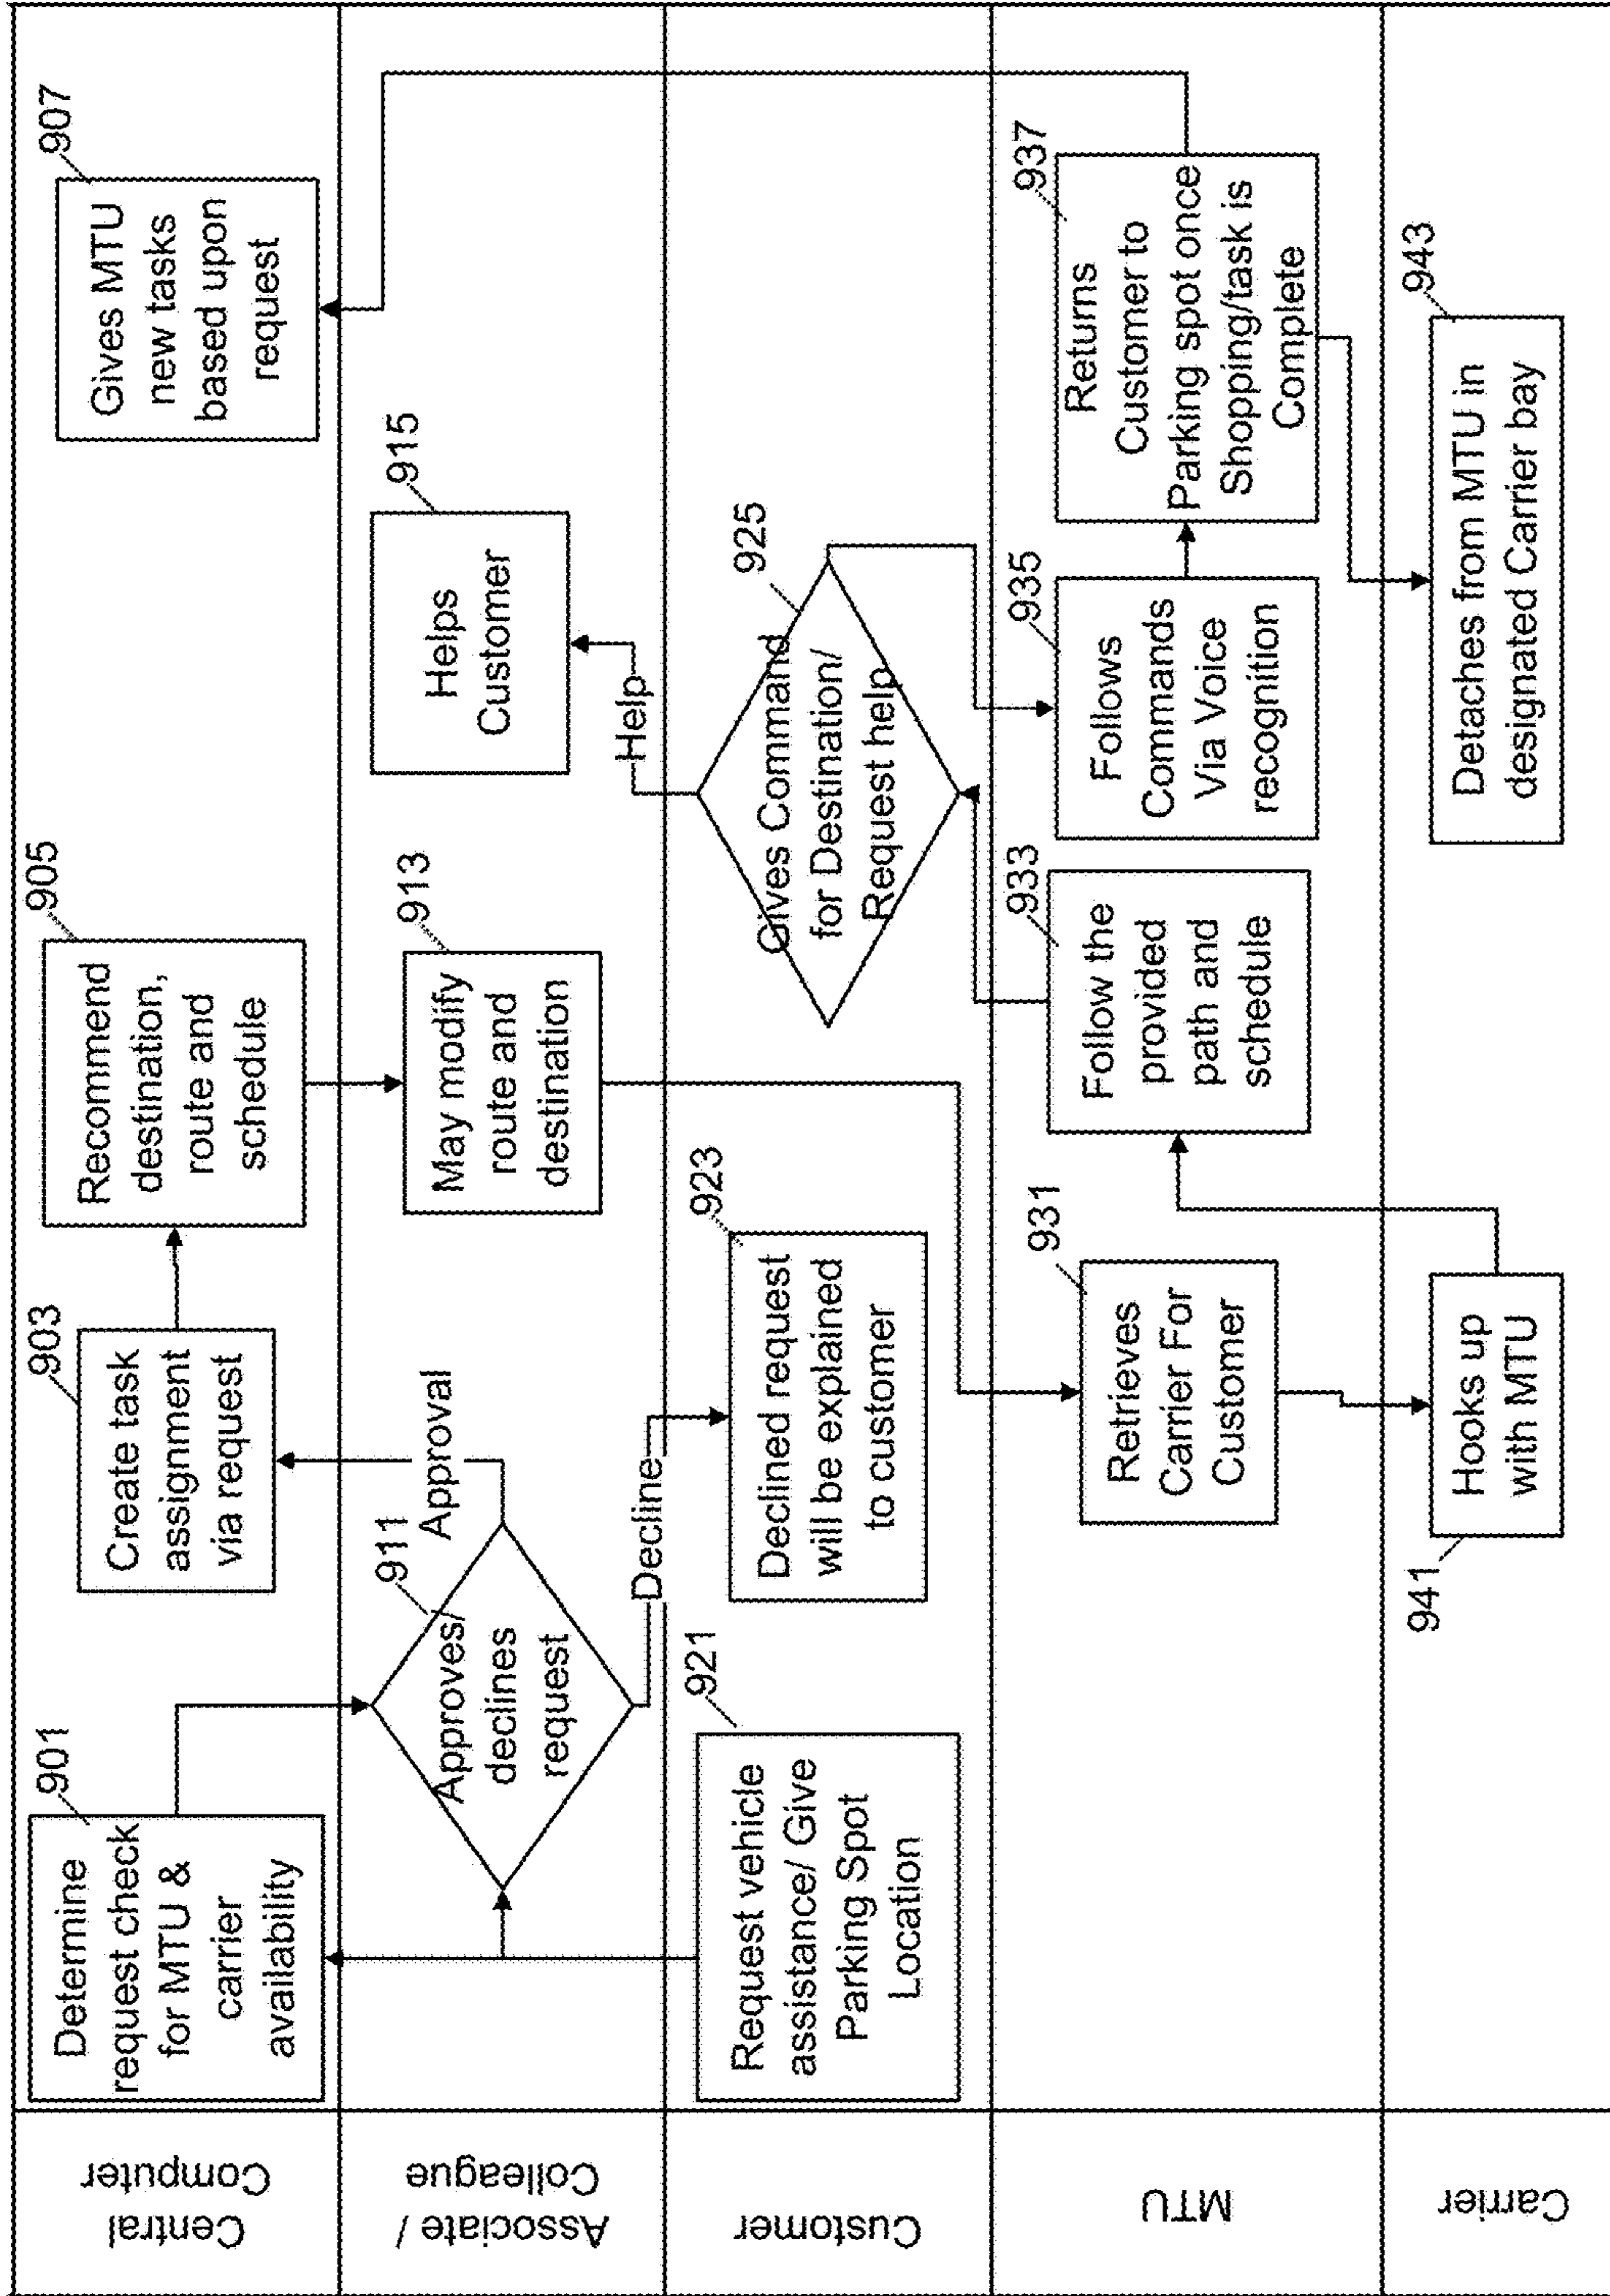 Central
Computer
901
Determine
request check
for MTU &
carrier
availability
903
Create task
assignment
via request
905
Recommend
destination,
route and
schedule
907
Gives MTU
new tasks
based upon
request
Associate /
Colleague
911
Approves/
declines
request
Approval
Decline
913
May modify
route and
destination
915
Helps
Customer
Help
Customer
921
Request vehicle
assistance/ Give
Parking Spot
Location
923
Declined request
will be explained
to customer
925
Gives Command
for Destination/
Request help
MTU
931
Retrieves
Carrier For
Customer
933
Follow the
provided
path and
schedule
935
Follows
Commands
Via Voice
recognition
937
Returns
Customer to
Parking spot once
Shopping/task is
Complete
Carrier
941
Hooks up
with MTU
943
Detaches from MTU in
designated Carrier bay